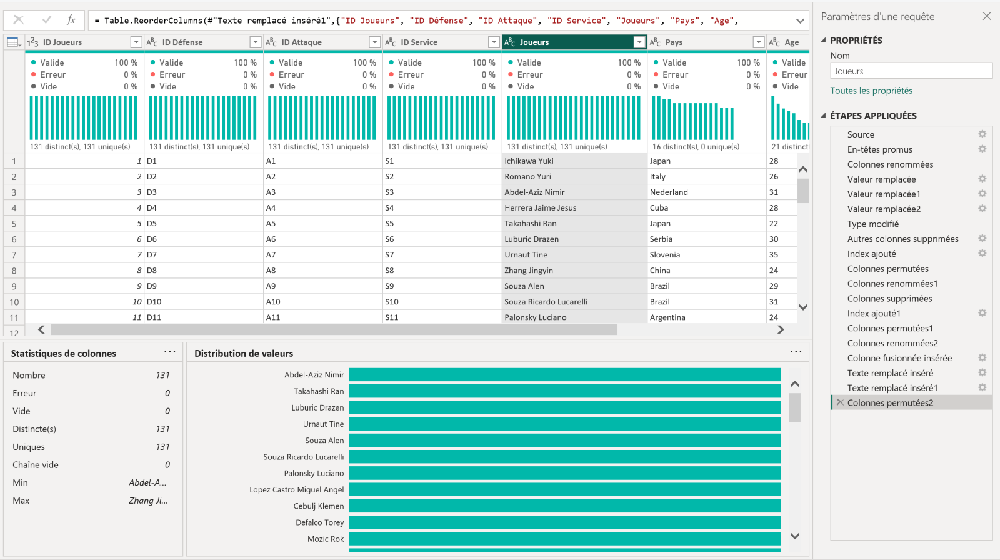 fx
= Table.ReorderColumns(#"Texte remplacé inséré1",{"ID Joueurs", "ID Défense", "ID Attaque", "ID Service", "Joueurs", "Pays", "Age",
1²3 ID Joueurs ABC ID Défense ABC ID Attaque ABC ID Service ABC Joueurs ABC Pays ABC Age
Valide 100 % Valide 100 % Valide 100 % Valide 100 % Valide 100 % Valide 100 % Valide
Erreur 0 % Erreur 0 % Erreur 0 % Erreur 0 % Erreur 0 % Erreur 0 % Erreur
Vide 0 % Vide 0 % Vide 0 % Vide 0 % Vide 0 % Vide 0 % Vide
131 distinct(s), 131 unique(s) 131 distinct(s), 131 unique(s) 131 distinct(s), 131 unique(s) 131 distinct(s), 131 unique(s) 131 distinct(s), 131 unique(s) 16 distinct(s), 0 unique(s) 21 distinct
1 1 D1 A1 S1 Ichikawa Yuki Japan 28
2 2 D2 A2 S2 Romano Yuri Italy 26
3 3 D3 A3 S3 Abdel-Aziz Nimir Nederland 31
4 4 D4 A4 S4 Herrera Jaime Jesus Cuba 28
5 5 D5 A5 S5 Takahashi Ran Japan 22
6 6 D6 A6 S6 Luburic Drazen Serbia 30
7 7 D7 A7 S7 Urnaut Tine Slovenia 35
8 8 D8 A8 S8 Zhang Jingyin China 24
9 9 D9 A9 S9 Souza Alen Brazil 29
10 10 D10 A10 S10 Souza Ricardo Lucarelli Brazil 31
11 11 D11 A11 S11 Palonsky Luciano Argentina 24
12
Statistiques de colonnes ...
Nombre 131
Erreur 0
Vide 0
Distincte(s) 131
Uniques 131
Chaîne vide 0
Min Abdel-A...
Max Zhang Ji...
Distribution de valeurs ...
Abdel-Aziz Nimir
Takahashi Ran
Luburic Drazen
Urnaut Tine
Souza Alen
Souza Ricardo Lucarelli
Palonsky Luciano
Lopez Castro Miguel Angel
Cebulj Klemen
Defalco Torey
Mozic Rok
Paramètres d'une requête
PROPRIÉTÉS
Nom
Joueurs
Toutes les propriétés
ÉTAPES APPLIQUÉES
Source
En-têtes promus
Colonnes renommées
Valeur remplacée
Valeur remplacée1
Valeur remplacée2
Type modifié
Autres colonnes supprimées
Index ajouté
Colonnes permutées
Colonnes renommées1
Colonnes supprimées
Index ajouté1
Colonnes permutées1
Colonnes renommées2
Colonne fusionnée insérée
Texte remplacé inséré
Texte remplacé inséré1
Colonnes permutées2